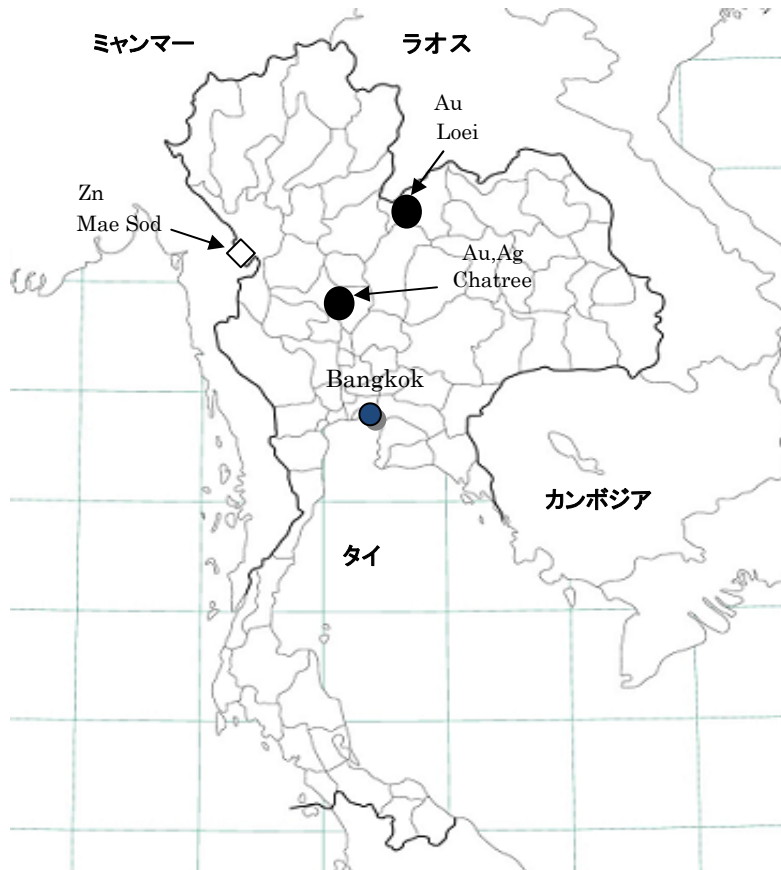 ミャンマー
ラオス
Au
Loei
Zn
Mae Sod
Au,Ag
Chatree
Bangkok
カンボジア
タイ